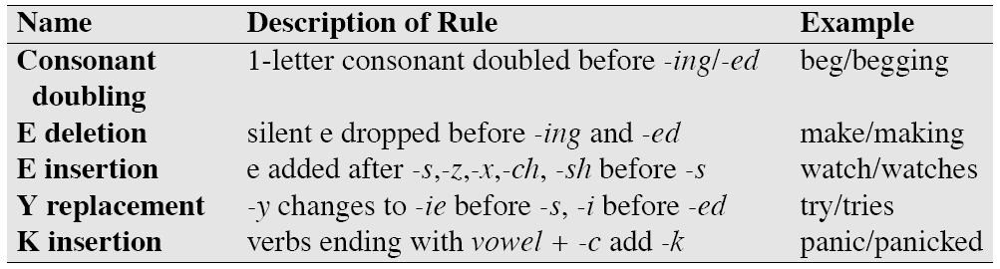 Name Description of Rule Example
Consonant 1-letter consonant doubled before -ing/-ed beg/begging
doubling
E deletion silent e dropped before -ing and -ed make/making
E insertion e added after -s,-z,-x,-ch, -sh before -s watch/watches
Y replacement -y changes to -ie before -s, -i before -ed try/tries
K insertion verbs ending with vowel + -c add -k panic/panicked